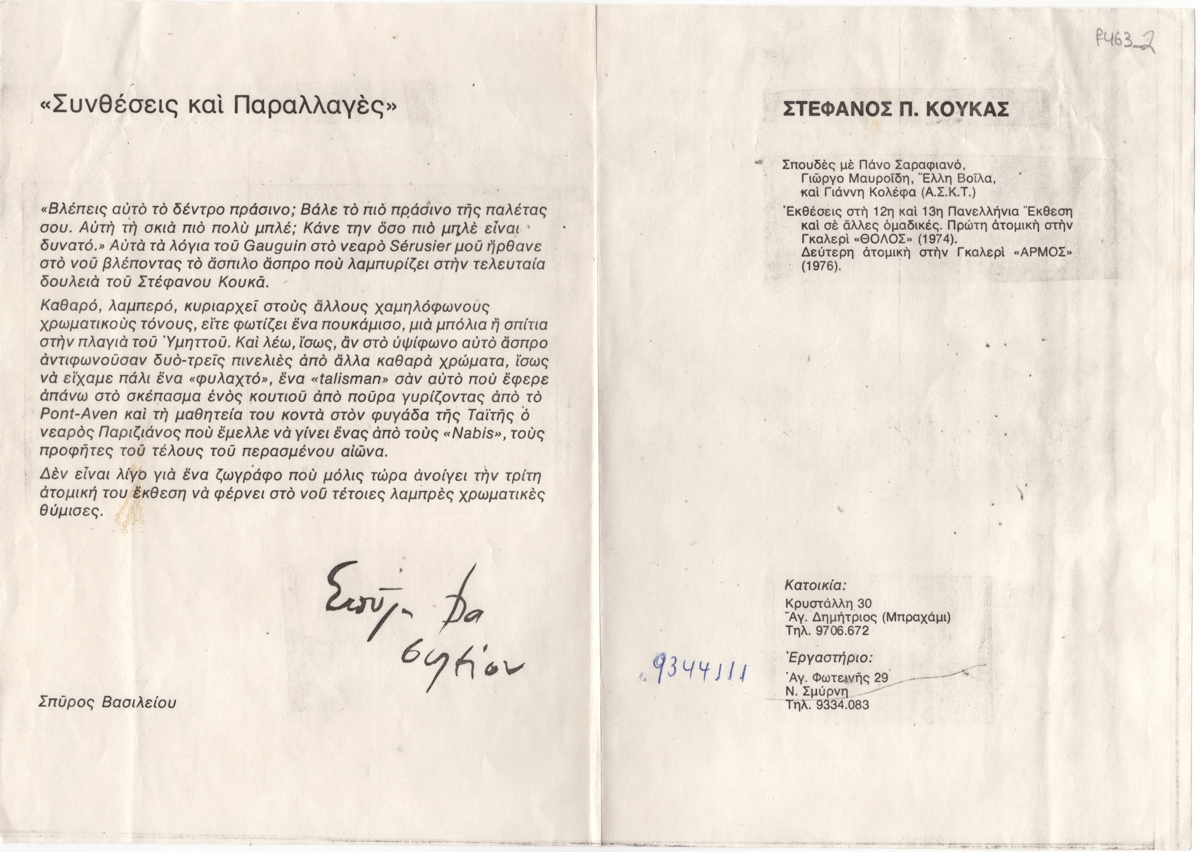 «Συνθέσεις καὶ Παραλλαγὲς»
«Βλέπεις αὐτὸ τὸ δέντρο πράσινο; Βάλε τὸ πιὸ πράσινο τῆς παλέτας
σου. Αὐτὴ τὴ σκιὰ πιὸ πολὺ μπλέ; Κάνε την ὅσο πιὸ μπλὲ εἶναι
δυνατό.» Αὐτὰ τὰ λόγια τοῦ Gauguin στὸ νεαρὸ Sérusier μοῦ ἤρθανε
στὸ νοῦ βλέποντας τὸ ἄσπιλο ἄσπρο ποὺ λαμπυρίζει στὴν τελευταία
δουλειὰ τοῦ Στέφανου Κουκᾶ.
Καθαρό, λαμπερό, κυριαρχεῖ στοὺς ἄλλους χαμηλόφωνους
χρωματικοὺς τόνους, εἴτε φωτίζει ἕνα πουκάμισο, μιὰ μπόλια ἢ σπίτια
στὴν πλαγιὰ τοῦ Ὑμηττοῦ. Καὶ λέω, ἴσως, ἂν στὸ ὑψίφωνο αὐτὸ ἄσπρο
ἀντιφωνοῦσαν δυὸ-τρεῖς πινελιὲς ἀπὸ ἄλλα καθαρὰ χρώματα, ἴσως
νὰ εἴχαμε πάλι ἕνα «φυλαχτό», ἕνα «talisman» σὰν αὐτὸ ποὺ ἔφερε
ἀπάνω στὸ σκέπασμα ἑνὸς κουτιοῦ ἀπὸ ποῦρα γυρίζοντας ἀπὸ τὸ
Pont-Aven καὶ τὴ μαθητεία του κοντὰ στὸν φυγάδα τῆς Ταϊτῆς ὁ
νεαρὸς Παριζιάνος ποὺ ἔμελλε νὰ γίνει ἕνας ἀπὸ τοὺς «Nabis», τοὺς
προφῆτες τοῦ τέλους τοῦ περασμένου αἰῶνα.
Δὲν εἶναι λίγο γιὰ ἕνα ζωγράφο ποὺ μόλις τώρα ἀνοίγει τὴν τρίτη
ἀτομική του ἔκθεση νὰ φέρνει στὸ νοῦ τέτοιες λαμπρὲς χρωματικὲς
θύμισες.
Σπύρο Βα
σιλείου
Σπῦρος Βασιλείου
F463_2
ΣΤΕΦΑΝΟΣ Π. ΚΟΥΚΑΣ
Σπουδὲς μὲ Πάνο Σαραφιανό,
Γιῶργο Μαυροΐδη, Ἕλλη Βοΐλα,
καὶ Γιάννη Κολέφα (Α.Σ.Κ.Τ.)
Ἐκθέσεις στὴ 12η καὶ 13η Πανελλήνια Ἔκθεση
καὶ σὲ ἄλλες ὁμαδικές. Πρώτη ἀτομικὴ στὴν
Γκαλερὶ «ΘΟΛΟΣ» (1974).
Δεύτερη ἀτομικὴ στὴν Γκαλερὶ «ΑΡΜΟΣ»
(1976).
Κατοικία:
Κρυστάλλη 30
Ἅγ. Δημήτριος (Μπραχάμι)
Τηλ. 9706.672
Ἐργαστήριο:
Ἁγ. Φωτεινῆς 29
Ν. Σμύρνη
Τηλ. 9334.083
9344111